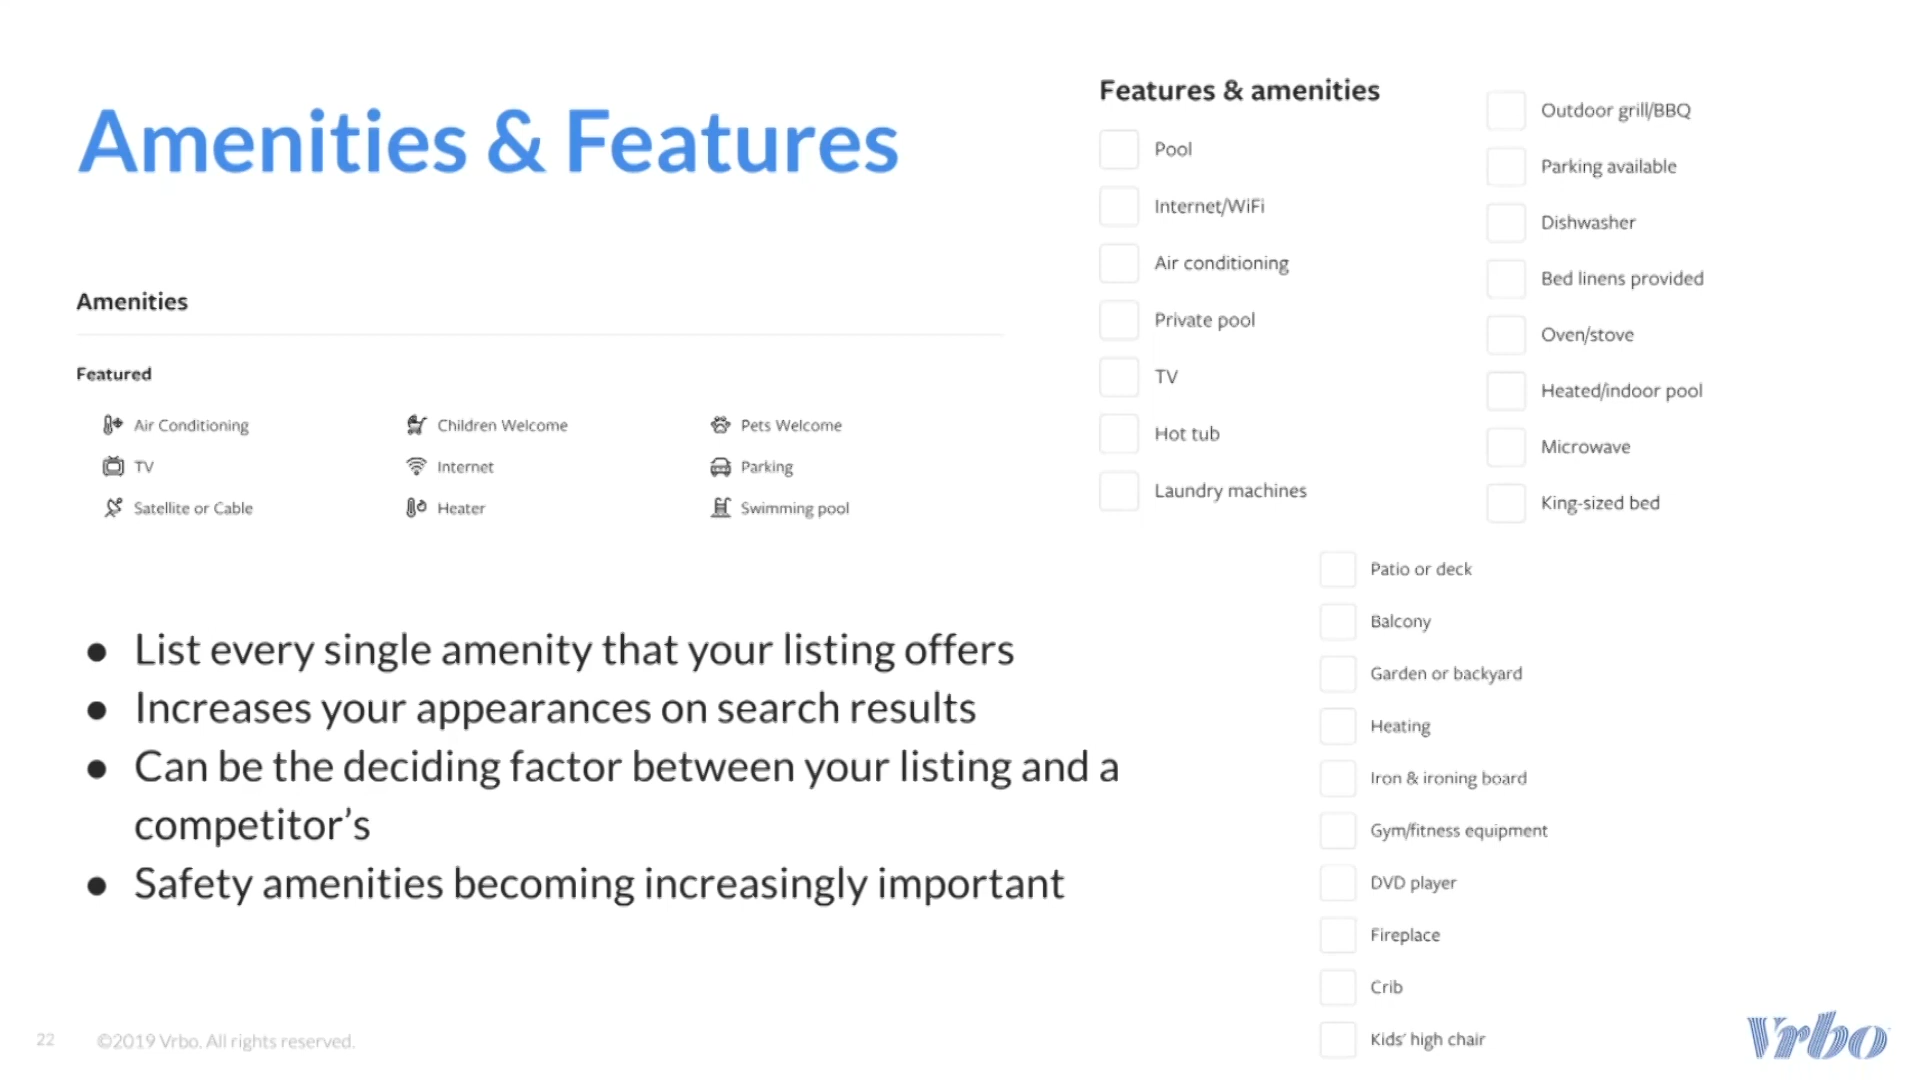 Amenities & Features
Amenities
Featured
Air Conditioning
Children Welcome
Pets Welcome
TV
Internet
Parking
Satellite or Cable
Heater
Swimming pool
● List every single amenity that your listing offers
● Increases your appearances on search results
● Can be the deciding factor between your listing and a
competitor’s
● Safety amenities becoming increasingly important
Features & amenities
Pool
Internet/WiFi
Air conditioning
Private pool
TV
Hot tub
Laundry machines
Outdoor grill/BBQ
Parking available
Dishwasher
Bed linens provided
Oven/stove
Heated/indoor pool
Microwave
King-sized bed
Patio or deck
Balcony
Garden or backyard
Heating
Iron & ironing board
Gym/fitness equipment
DVD player
Fireplace
Crib
Kids' high chair
22 ©2019 Vrbo. All rights reserved.
Vrbo